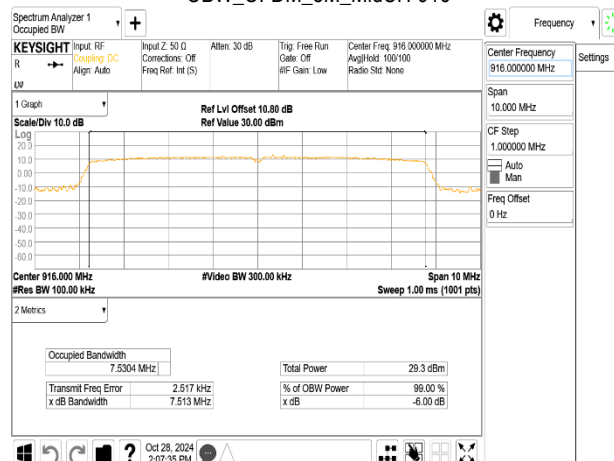 Spectrum Analyzer 1
Occupied BW
Frequency
KEYSIGHT
R
Input: RF
Coupling: DC
Align: Auto
Input Z: 50 Ω
Corrections: Off
Freq Ref: Int (S)
Atten: 30 dB
Trig: Free Run
Gate: Off
#IF Gain: Low
Center Freq: 916.000000 MHz
Avg|Hold: 100/100
Radio Std: None
Center Frequency
916.000000 MHz
Settings
Span
10.000 MHz
CF Step
1.000000 MHz
Auto
Man
Freq Offset
0 Hz
1 Graph
Scale/Div 10.0 dB
Ref Lvl Offset 10.80 dB
Ref Value 30.00 dBm
Log
20.0
10.0
0.00
-10.0
-20.0
-30.0
-40.0
-50.0
-60.0
Center 916.000 MHz
#Res BW 100.00 kHz
#Video BW 300.00 kHz
Span 10 MHz
Sweep 1.00 ms (1001 pts)
2 Metrics
Occupied Bandwidth
7.5304 MHz
Total Power 29.3 dBm
Transmit Freq Error 2.517 kHz
% of OBW Power 99.00 %
x dB Bandwidth 7.513 MHz
x dB -6.00 dB
?
Oct 28, 2024
2:07:35 PM